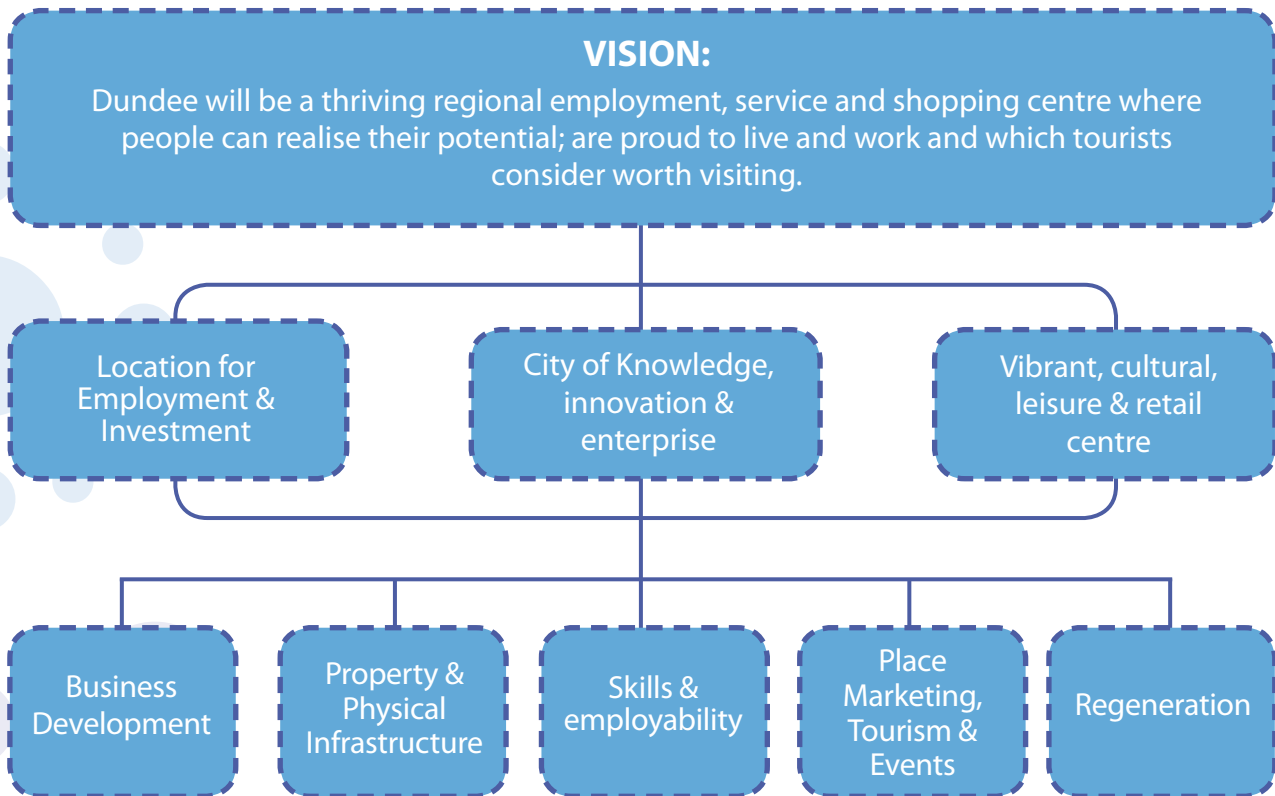 VISION:
Dundee will be a thriving regional employment, service and shopping centre where
people can realise their potential; are proud to live and work and which tourists
consider worth visiting.
Location for
Employment &
Investment
City of Knowledge,
innovation &
enterprise
Vibrant, cultural,
leisure & retail
centre
Business
Development
Property &
Physical
Infrastructure
Skills &
employability
Place
Marketing,
Tourism &
Events
Regeneration